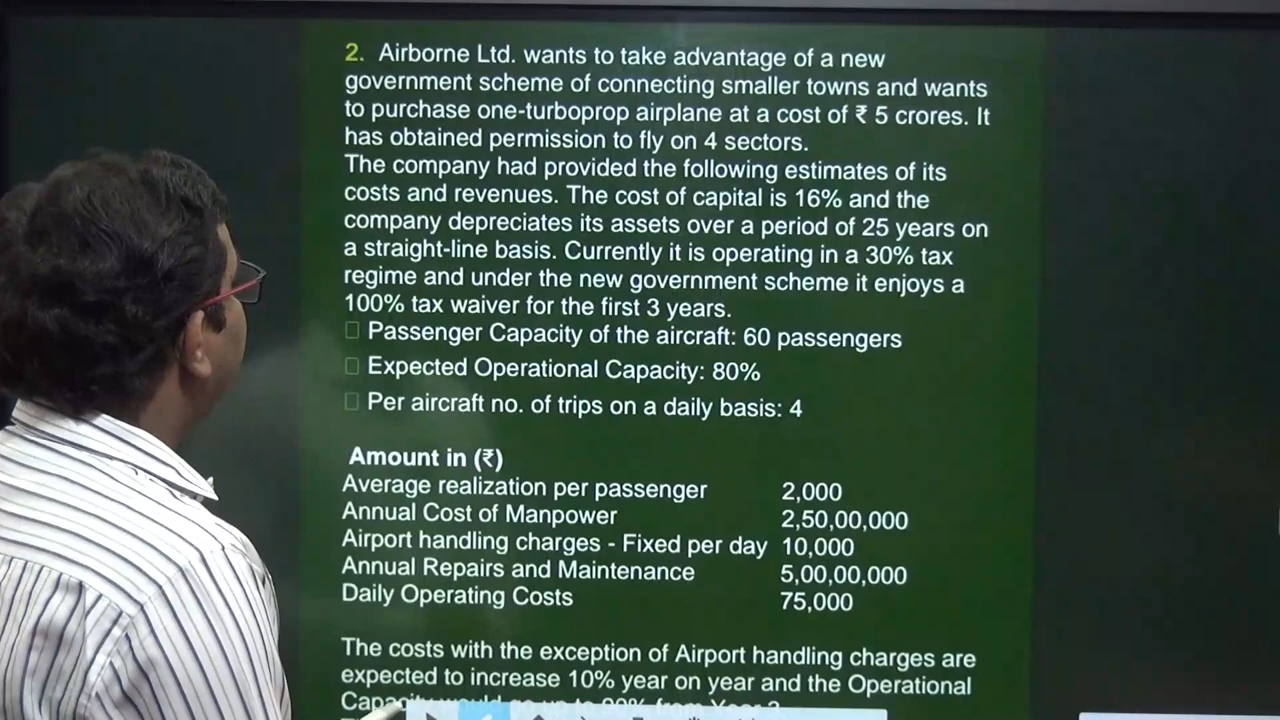 2. Airborne Ltd. wants to take advantage of a new
government scheme of connecting smaller towns and wants
to purchase one-turboprop airplane at a cost of ₹ 5 crores. It
has obtained permission to fly on 4 sectors.
The company had provided the following estimates of its
costs and revenues. The cost of capital is 16% and the
company depreciates its assets over a period of 25 years on
a straight-line basis. Currently it is operating in a 30% tax
regime and under the new government scheme it enjoys a
100% tax waiver for the first 3 years.
Passenger Capacity of the aircraft: 60 passengers
Expected Operational Capacity: 80%
Per aircraft no. of trips on a daily basis: 4
Amount in (₹)
Average realization per passenger 2,000
Annual Cost of Manpower 2,50,00,000
Airport handling charges - Fixed per day 10,000
Annual Repairs and Maintenance 5,00,00,000
Daily Operating Costs 75,000
The costs with the exception of Airport handling charges are
expected to increase 10% year on year and the Operational